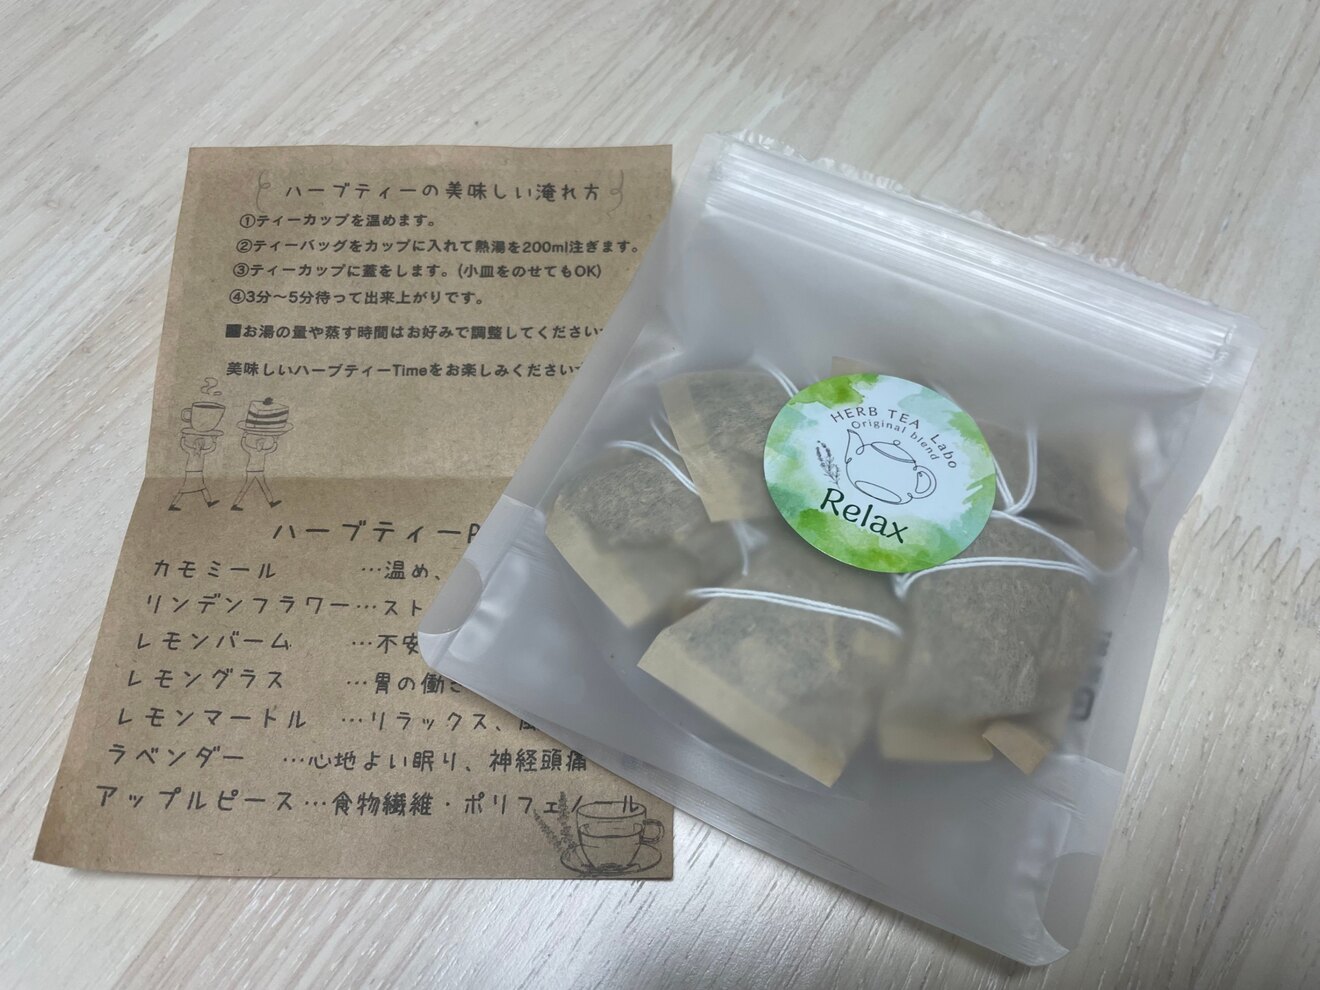 ハーブティーの美味しい淹れ方
①ティーカップを温めます。
②ティーバッグをカップに入れて熱湯を200ml注ぎます。
③ティーカップに蓋をします。(小皿をのせてもOK)
④3分〜5分待って出来上がりです。
■お湯の量や蒸す時間はお好みで調整してください
美味しいハーブティーTimeをお楽しみください
ハーブティー
カモミール …温め、
リンデンフラワー…スト
レモンバーム …不安
レモングラス …胃の働き
レモンマートル …リラックス、
ラベンダー …心地よい眠り、神経頭痛
アップルピース…食物繊維・ポリフェノール
HERB TEA Labo
Original blend
Relax